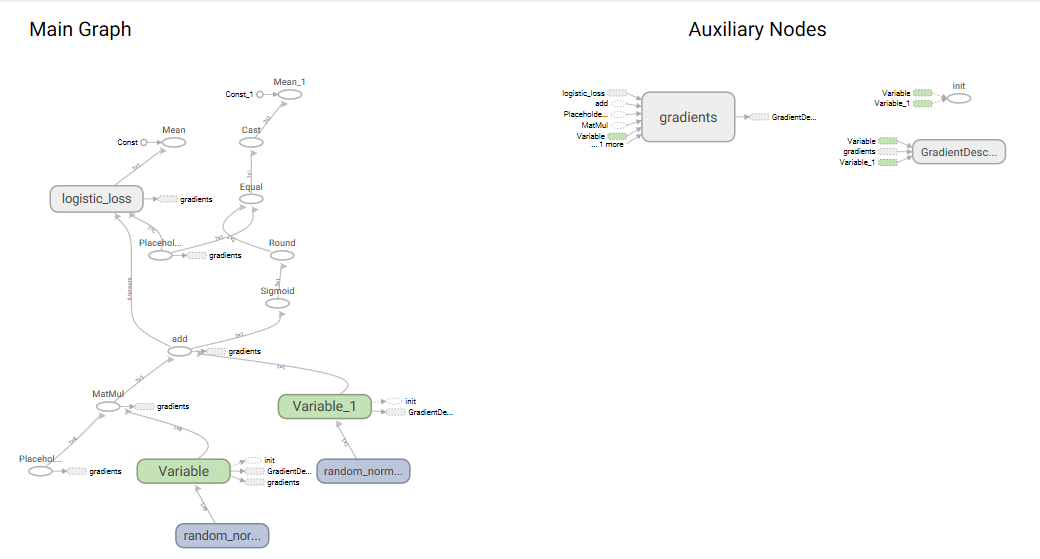 Main Graph
Auxiliary Nodes
Mean_1
Const_1
Cast
Mean
Const
Equal
logistic_loss
gradients
Placehol...
gradients
Round
Sigmoid
add
gradients
MatMul
gradients
Variable_1
init
GradientDe...
Placehol...
gradients
Variable
init
GradientDe...
gradients
random_norm...
random_nor...
logistic_loss
add
Placeholde...
MatMul
Variable
... 1 more
gradients
GradientDe...
init
Variable
Variable_1
Variable
gradients
Variable_1
GradientDesc...